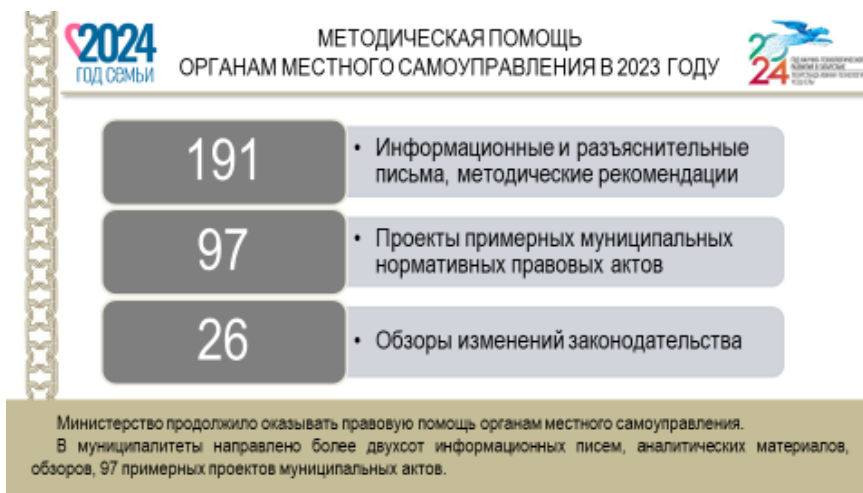 2024
ГОД СЕМЬИ
МЕТОДИЧЕСКАЯ ПОМОЩЬ
ОРГАНАМ МЕСТНОГО САМОУПРАВЛЕНИЯ В 2023 ГОДУ
20
24
191
• Информационные и разъяснительные
письма, методические рекомендации
97
• Проекты примерных муниципальных
нормативных правовых актов
26
• Обзоры изменений законодательства
Министерство продолжило оказывать правовую помощь органам местного самоуправления.
В муниципалитеты направлено более двухсот информационных писем, аналитических материалов,
обзоров, 97 примерных проектов муниципальных актов.